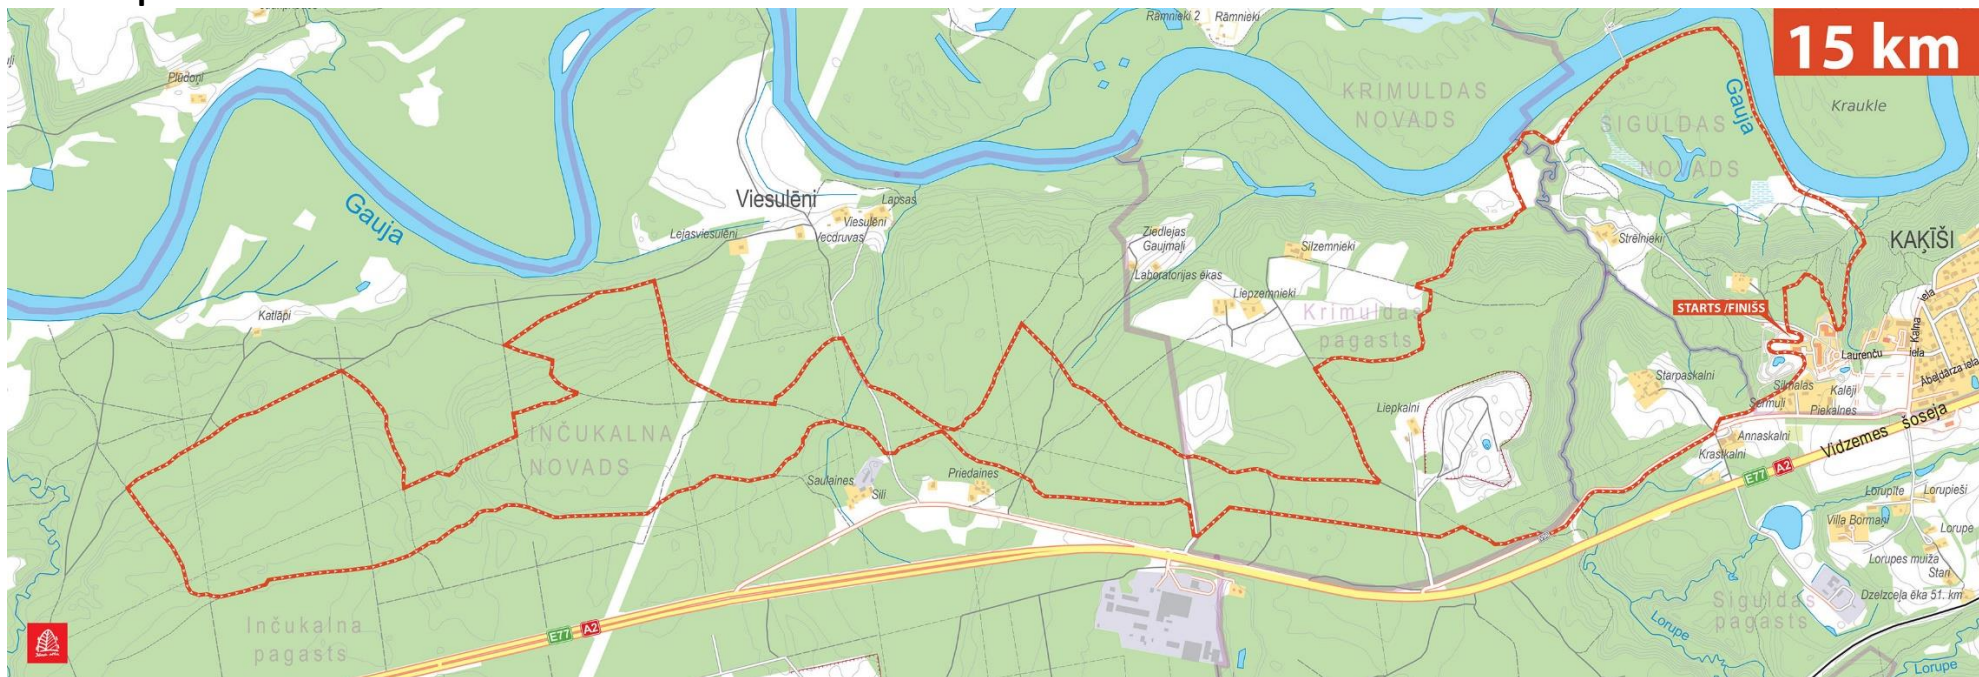 15 km
Rāmnieki 2
Rāmnieki
Plūdoņi
KRIMULDAS
NOVADS
Gauja
Kraukle
SIGULDAS
NOVADS
Gauja
Viesulēni
Lapsas
Viesulēni
Vecdruvas
Lejasviesulēni
Ziedlejas
Gaujmaļi
Laboratorijas ēkas
Silzemnieki
Strēlnieki
KAĶĪŠI
Katlāpi
Liepzemnieki
Krimuldas
pagasts
STARTS /FINIŠS
Kalna
iela
iela
Laurenču
Ābeļdārza iela
Starpaskalni
Siknalas
Kalēji
Sermuļi
Piekalnes
Liepkalni
INČUKALNA
NOVADS
Annaskalni
Krastkalni
Vidzemes šoseja
E77
A2
Saulaines
Sili
Priedaines
Lorupīte
Lorupieši
Villa Bormaņi
Lorupe
Lorupes muiža
Stari
Dzelzceļa ēka 51. km
Siguldas
pagasts
Inčukalna
pagasts
E77
A2
Lorupe
Lorupe